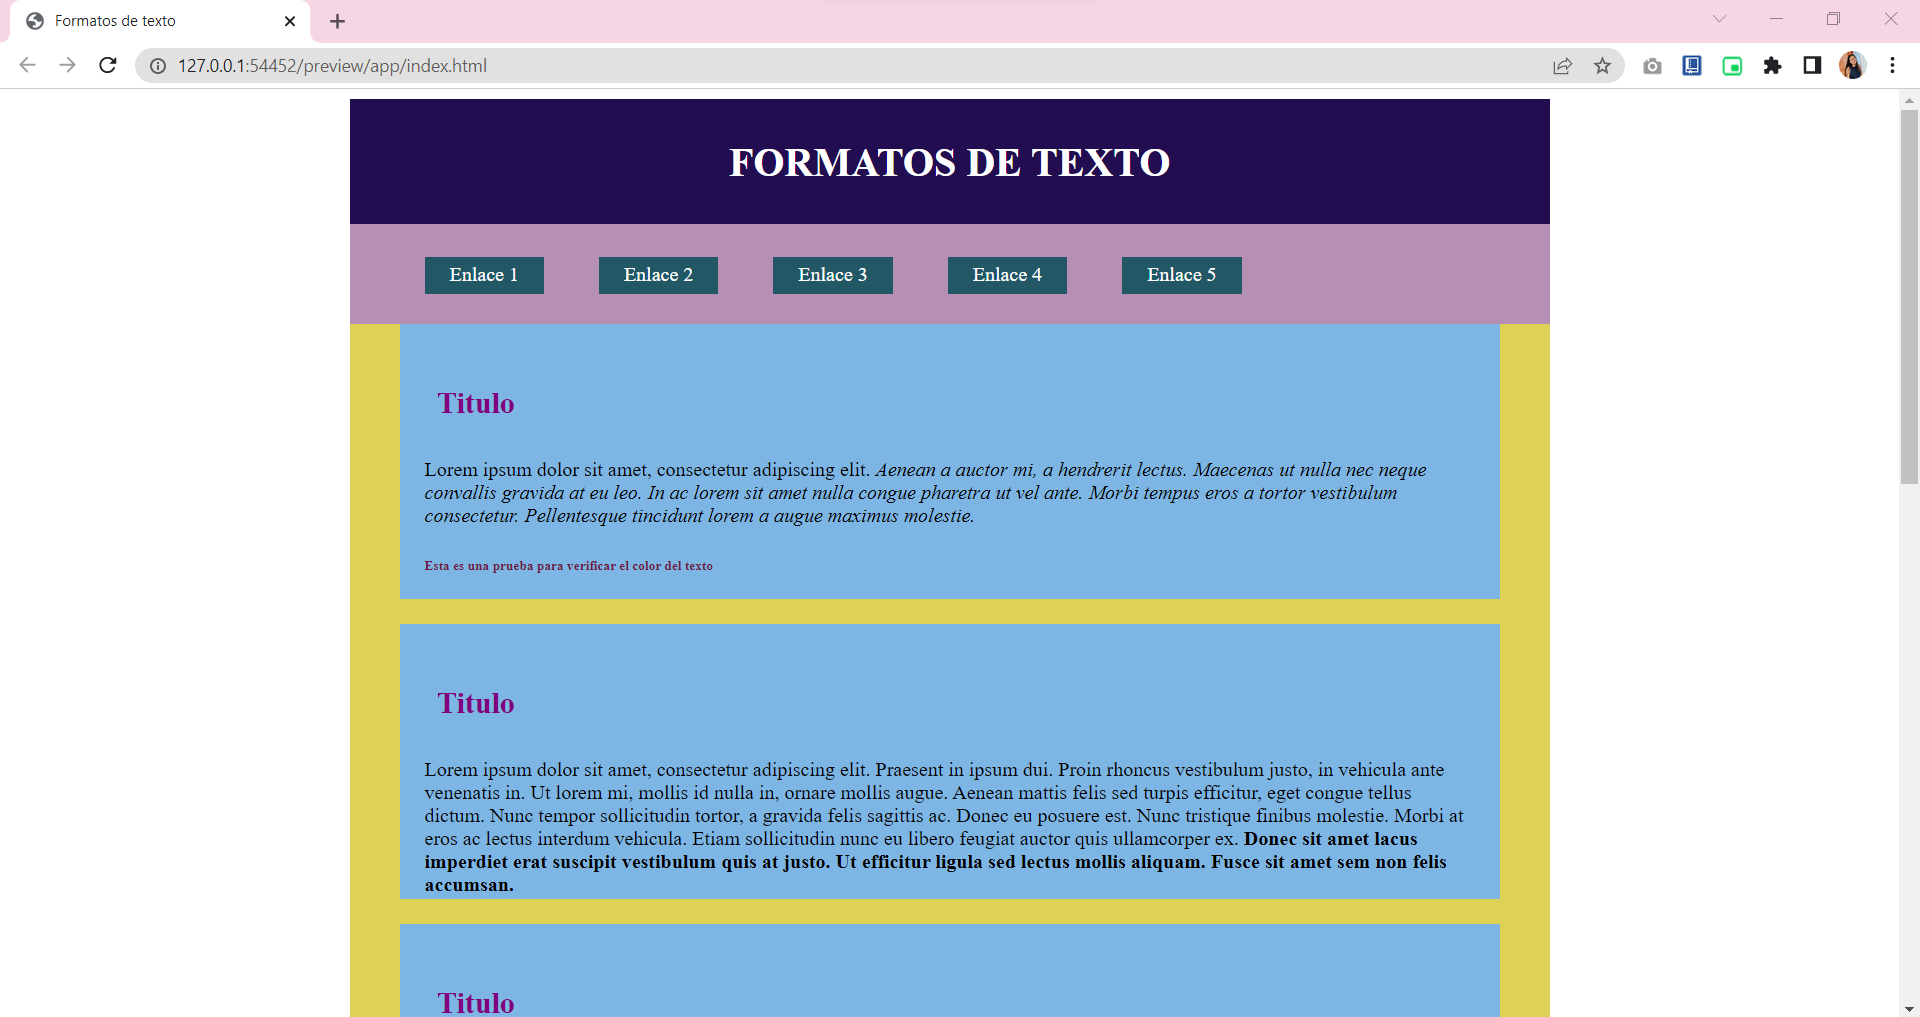 Formatos de texto
127.0.0.1:54452/preview/app/index.html
FORMATOS DE TEXTO
Enlace 1
Enlace 2
Enlace 3
Enlace 4
Enlace 5
Titulo
Lorem ipsum dolor sit amet, consectetur adipiscing elit. Aenean a auctor mi, a hendrerit lectus. Maecenas ut nulla nec neque
convallis gravida at eu leo. In ac lorem sit amet nulla congue pharetra ut vel ante. Morbi tempus eros a tortor vestibulum
consectetur. Pellentesque tincidunt lorem a augue maximus molestie.
Esta es una prueba para verificar el color del texto
Titulo
Lorem ipsum dolor sit amet, consectetur adipiscing elit. Praesent in ipsum dui. Proin rhoncus vestibulum justo, in vehicula ante
venenatis in. Ut lorem mi, mollis id nulla in, ornare mollis augue. Aenean mattis felis sed turpis efficitur, eget congue tellus
dictum. Nunc tempor sollicitudin tortor, a gravida felis sagittis ac. Donec eu posuere est. Nunc tristique finibus molestie. Morbi at
eros ac lectus interdum vehicula. Etiam sollicitudin nunc eu libero feugiat auctor quis ullamcorper ex. Donec sit amet lacus
imperdiet erat suscipit vestibulum quis at justo. Ut efficitur ligula sed lectus mollis aliquam. Fusce sit amet sem non felis
accumsan.
Titulo